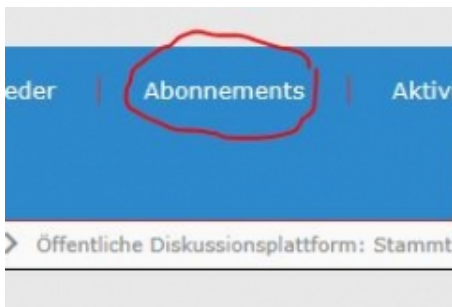 eder | Abonnements | Aktiv
Öffentliche Diskussionsplattform: Stammt